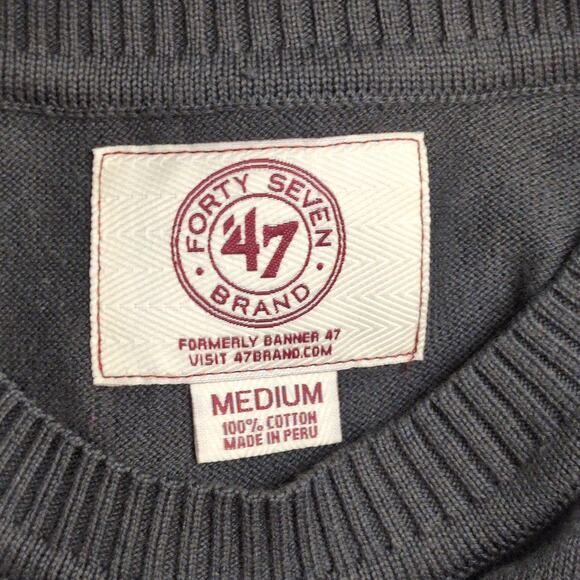 FORTY SEVEN
'47
BRAND
FORMERLY BANNER 47
VISIT 47BRAND.COM
MEDIUM
100% COTTON
MADE IN PERU